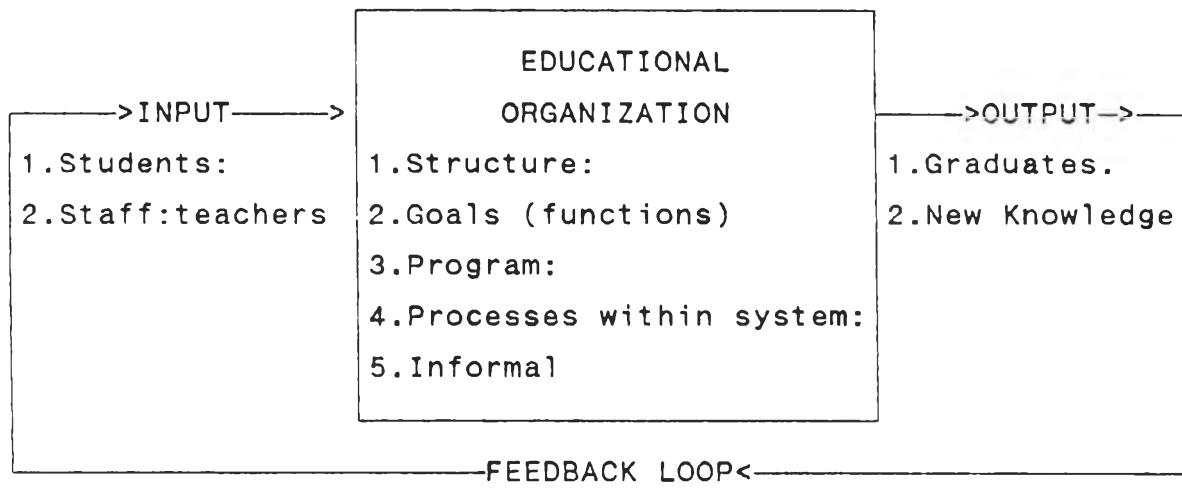 EDUCATIONAL
ORGANIZATION
>INPUT>
1.Students:
2.Staff:teachers
1.Structure:
2.Goals (functions)
3.Program:
4.Processes within system:
5.Informal
>OUTPUT->
1.Graduates.
2.New Knowledge
FEEDBACK LOOP<